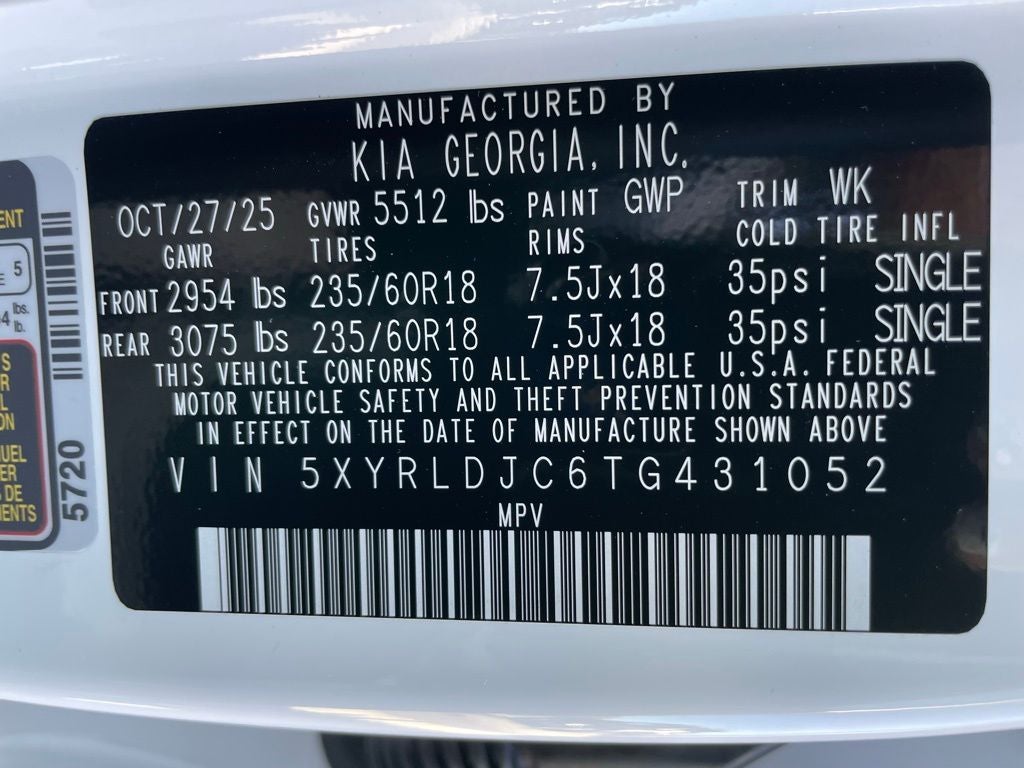 MANUFACTURED BY
KIA GEORGIA, INC.
OCT/27/25 GVWR 5512 lbs PAINT GWP TRIM WK
GAWR TIRES RIMS COLD TIRE INFL
FRONT 2954 lbs 235/60R18 7.5Jx18 35psi SINGLE
REAR 3075 lbs 235/60R18 7.5Jx18 35psi SINGLE
THIS VEHICLE CONFORMS TO ALL APPLICABLE U.S.A. FEDERAL
MOTOR VEHICLE SAFETY AND THEFT PREVENTION STANDARDS
IN EFFECT ON THE DATE OF MANUFACTURE SHOWN ABOVE
VIN 5XYRLDJC6TG431052
MPV
5
lbs.
lb.
5720